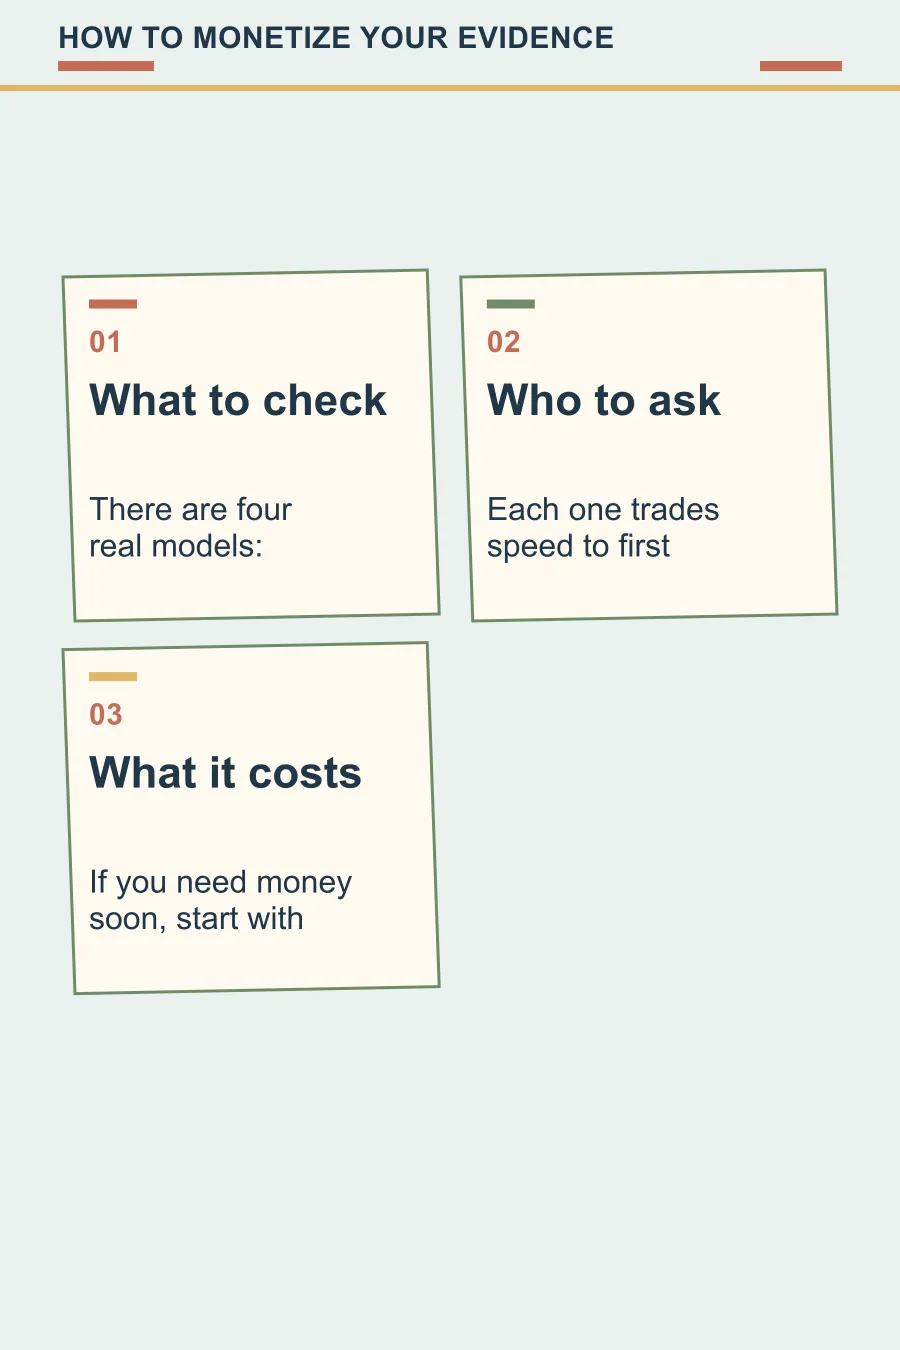 HOW TO MONETIZE YOUR EVIDENCE
01
What to check
There are four
real models:
02
Who to ask
Each one trades
speed to first
03
What it costs
If you need money
soon, start with